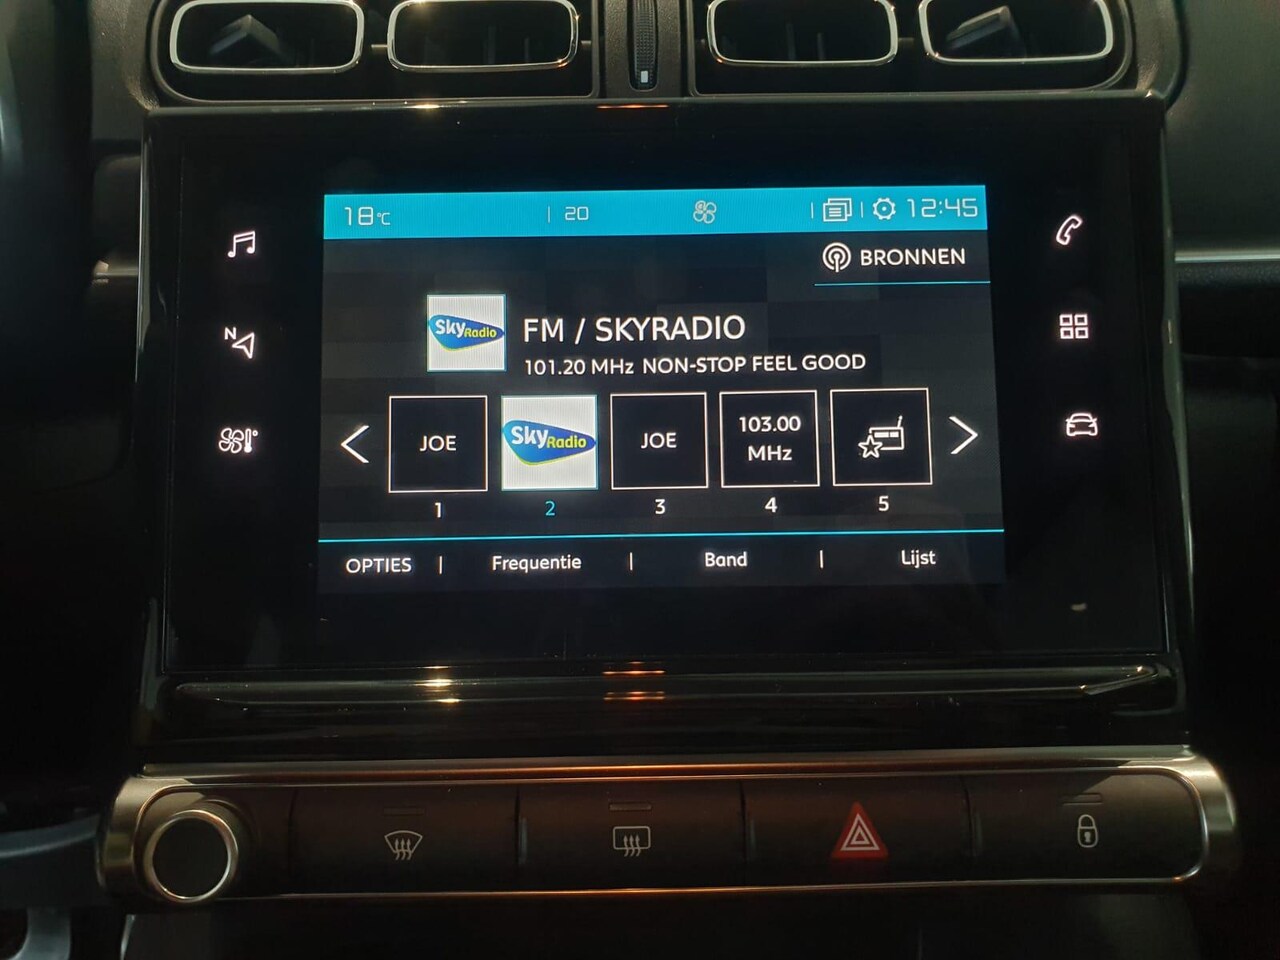 18°C | 20 | | 12:45
BRONNEN
Sky Radio
FM / SKYRADIO
101.20 MHz NON-STOP FEEL GOOD
N
JOE
Sky Radio
JOE
103.00
MHz
1 2 3 4 5
OPTIES | Frequentie | Band | Lijst